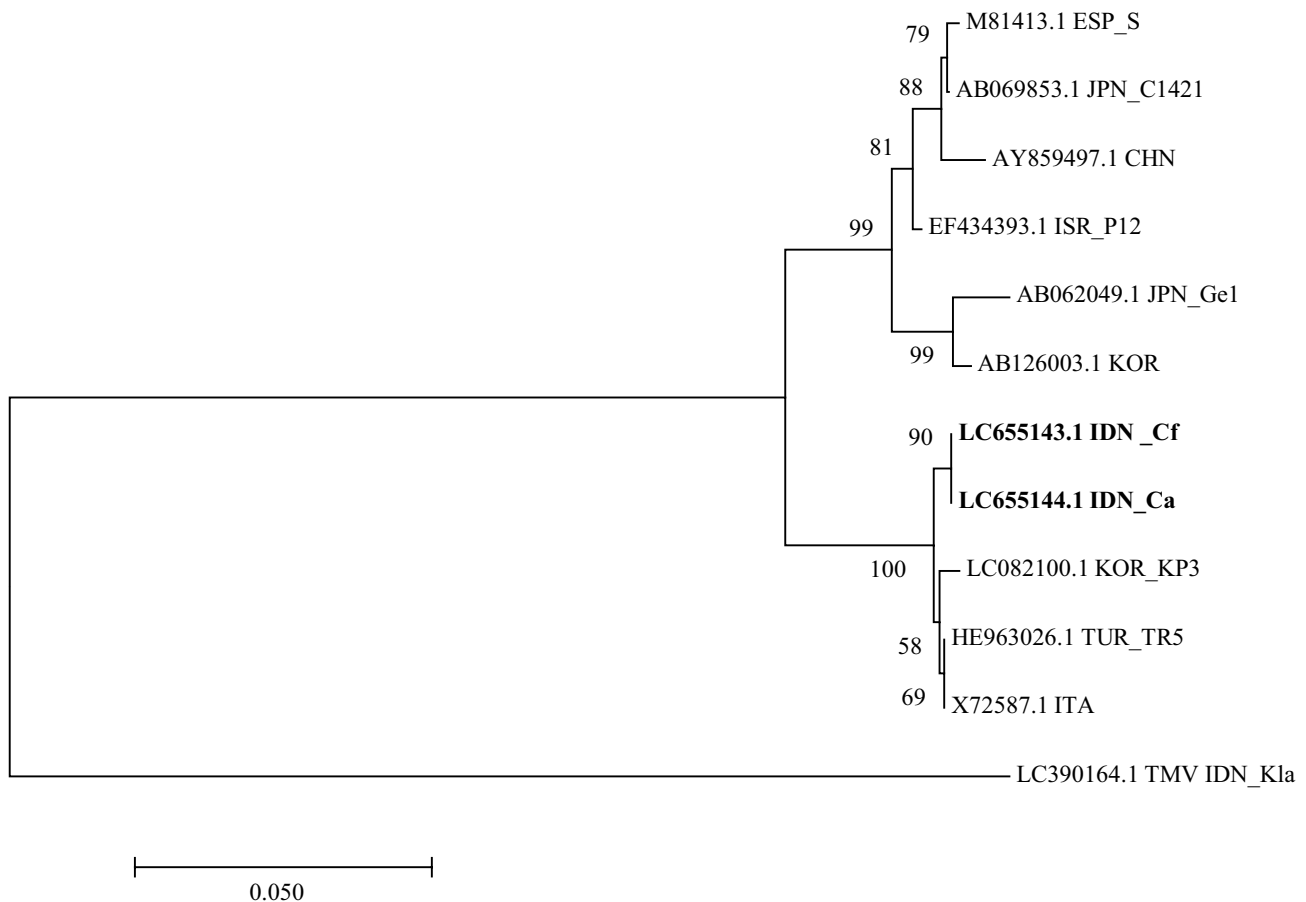 M81413.1 ESP_S
79
88
AB069853.1 JPN_C1421
81
AY859497.1 CHN
99
EF434393.1 ISR_P12
AB062049.1 JPN_Ge1
99
AB126003.1 KOR
90
LC655143.1 IDN _Cf
LC655144.1 IDN_Ca
100
LC082100.1 KOR_KP3
58
HE963026.1 TUR_TR5
69
X72587.1 ITA
LC390164.1 TMV IDN_Kla
0.050